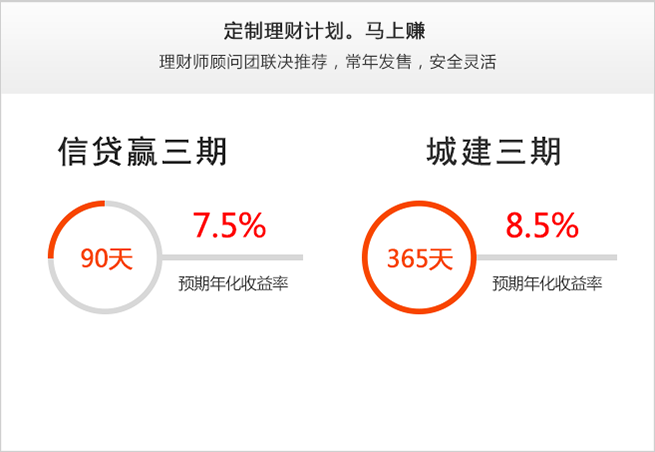 定制理财计划。马上赚
理财师顾问团联决推荐，常年发售，安全灵活
信贷赢三期
城建三期
90天
7.5%
预期年化收益率
365天
8.5%
预期年化收益率